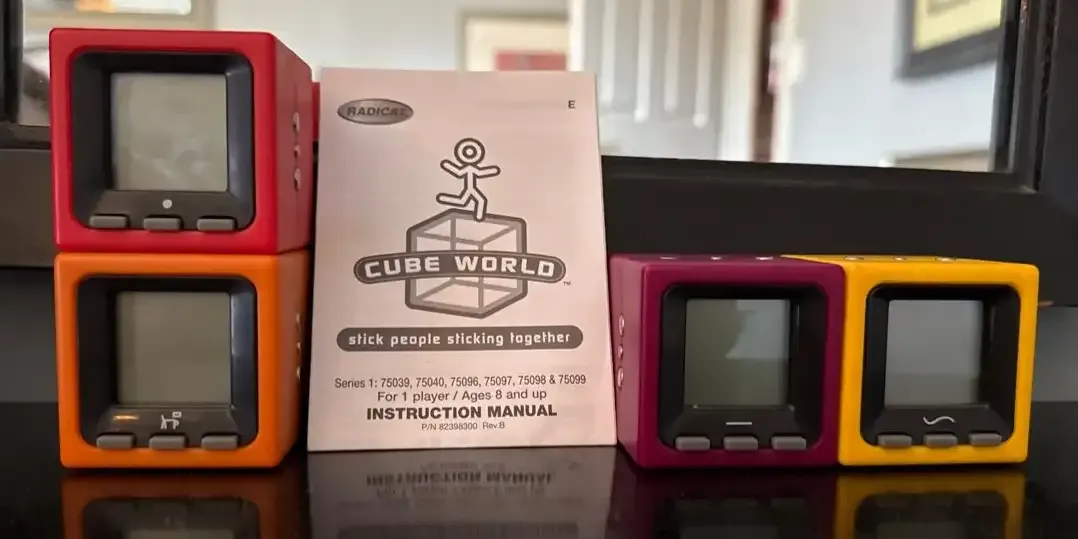 RADICA
E
CUBE WORLD
TM
stick people sticking together
Series 1: 75039, 75040, 75096, 75097, 75098 & 75099
For 1 player / Ages 8 and up
INSTRUCTION MANUAL
P/N 82398300 Rev.B